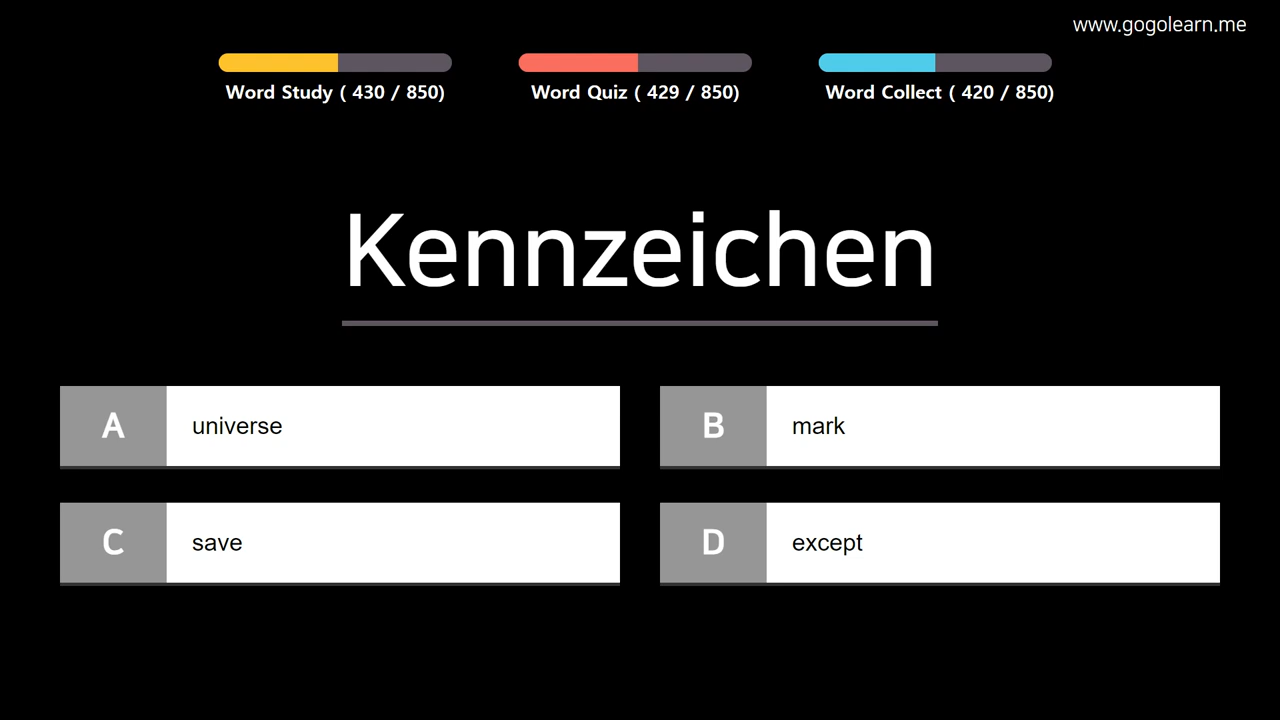 www.gogolearn.me
Word Study ( 430 / 850)
Word Quiz ( 429 / 850)
Word Collect ( 420 / 850)
Kennzeichen
A universe
B mark
C save
D except